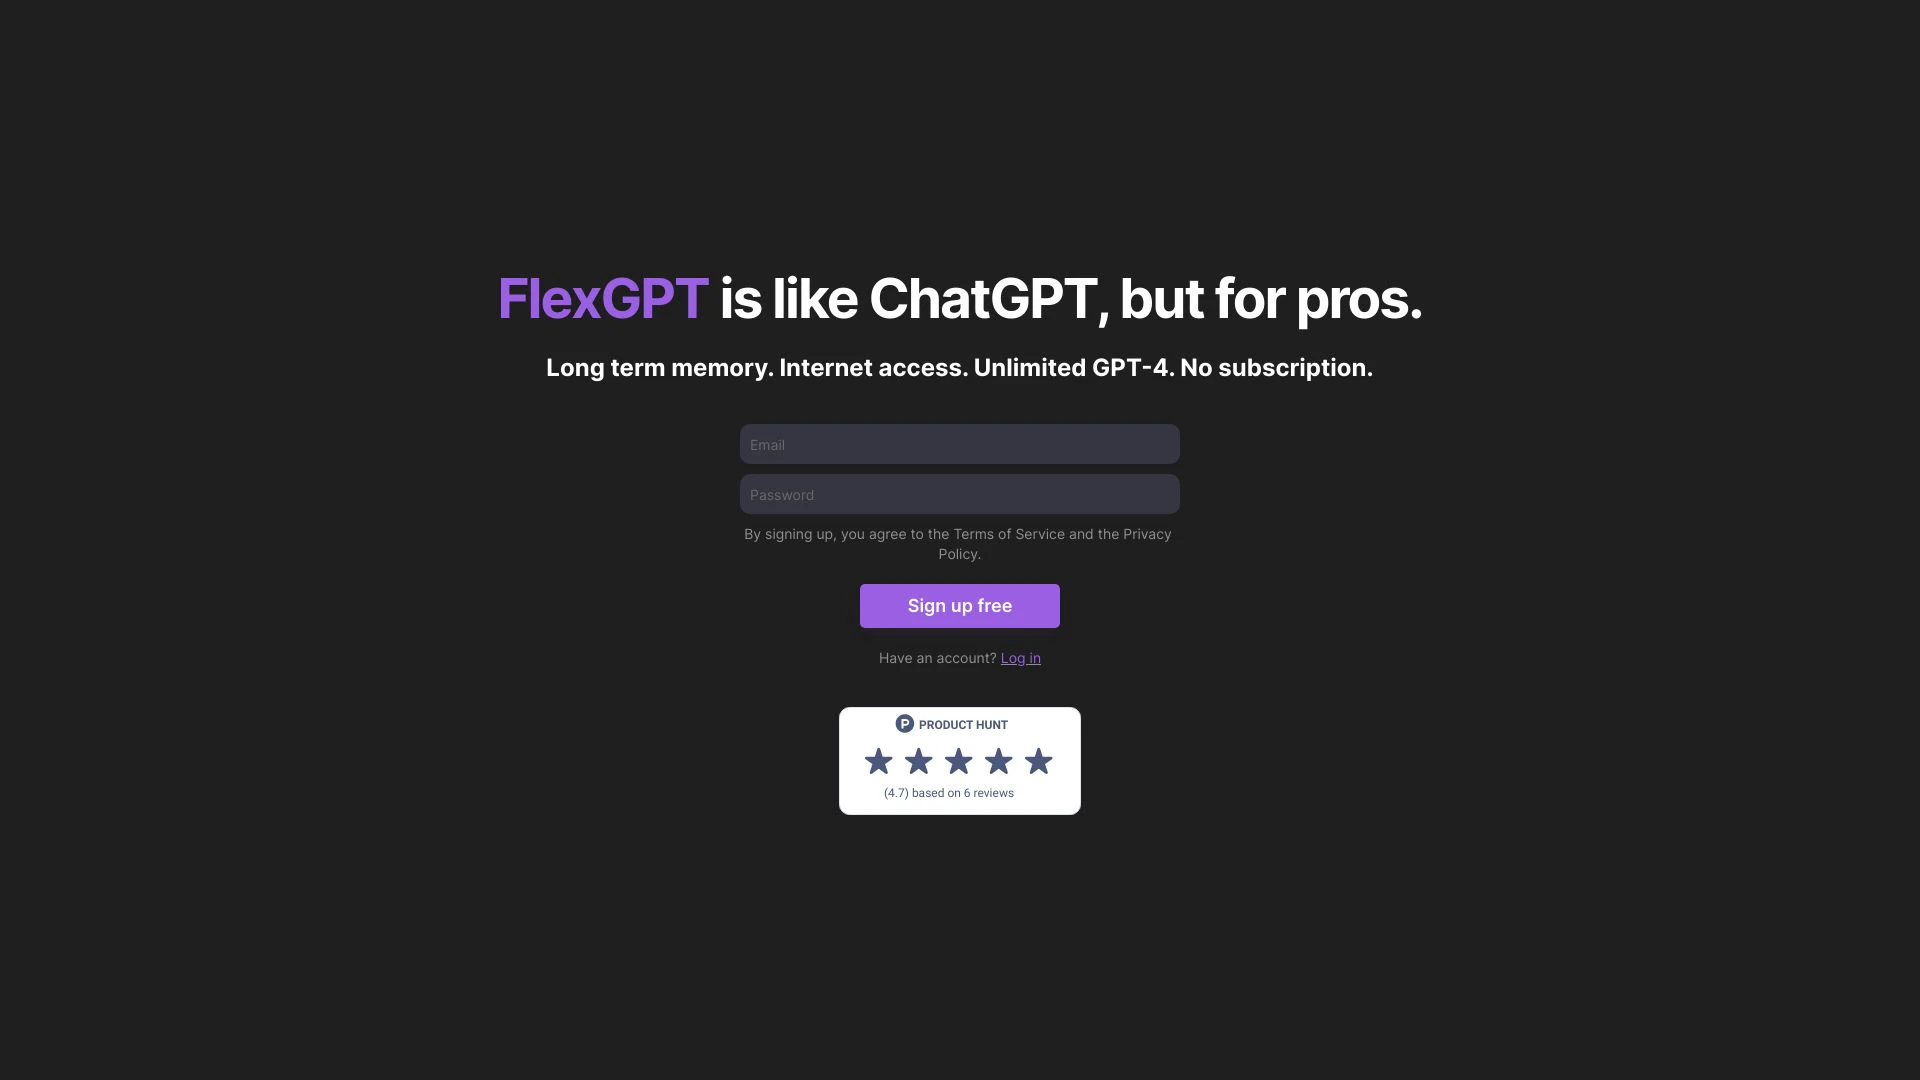 FlexGPT is like ChatGPT, but for pros.
Long term memory. Internet access. Unlimited GPT-4. No subscription.
Email
Password
By signing up, you agree to the Terms of Service and the Privacy
Policy.
Sign up free
Have an account? Log in
PRODUCT HUNT
(4.7) based on 6 reviews